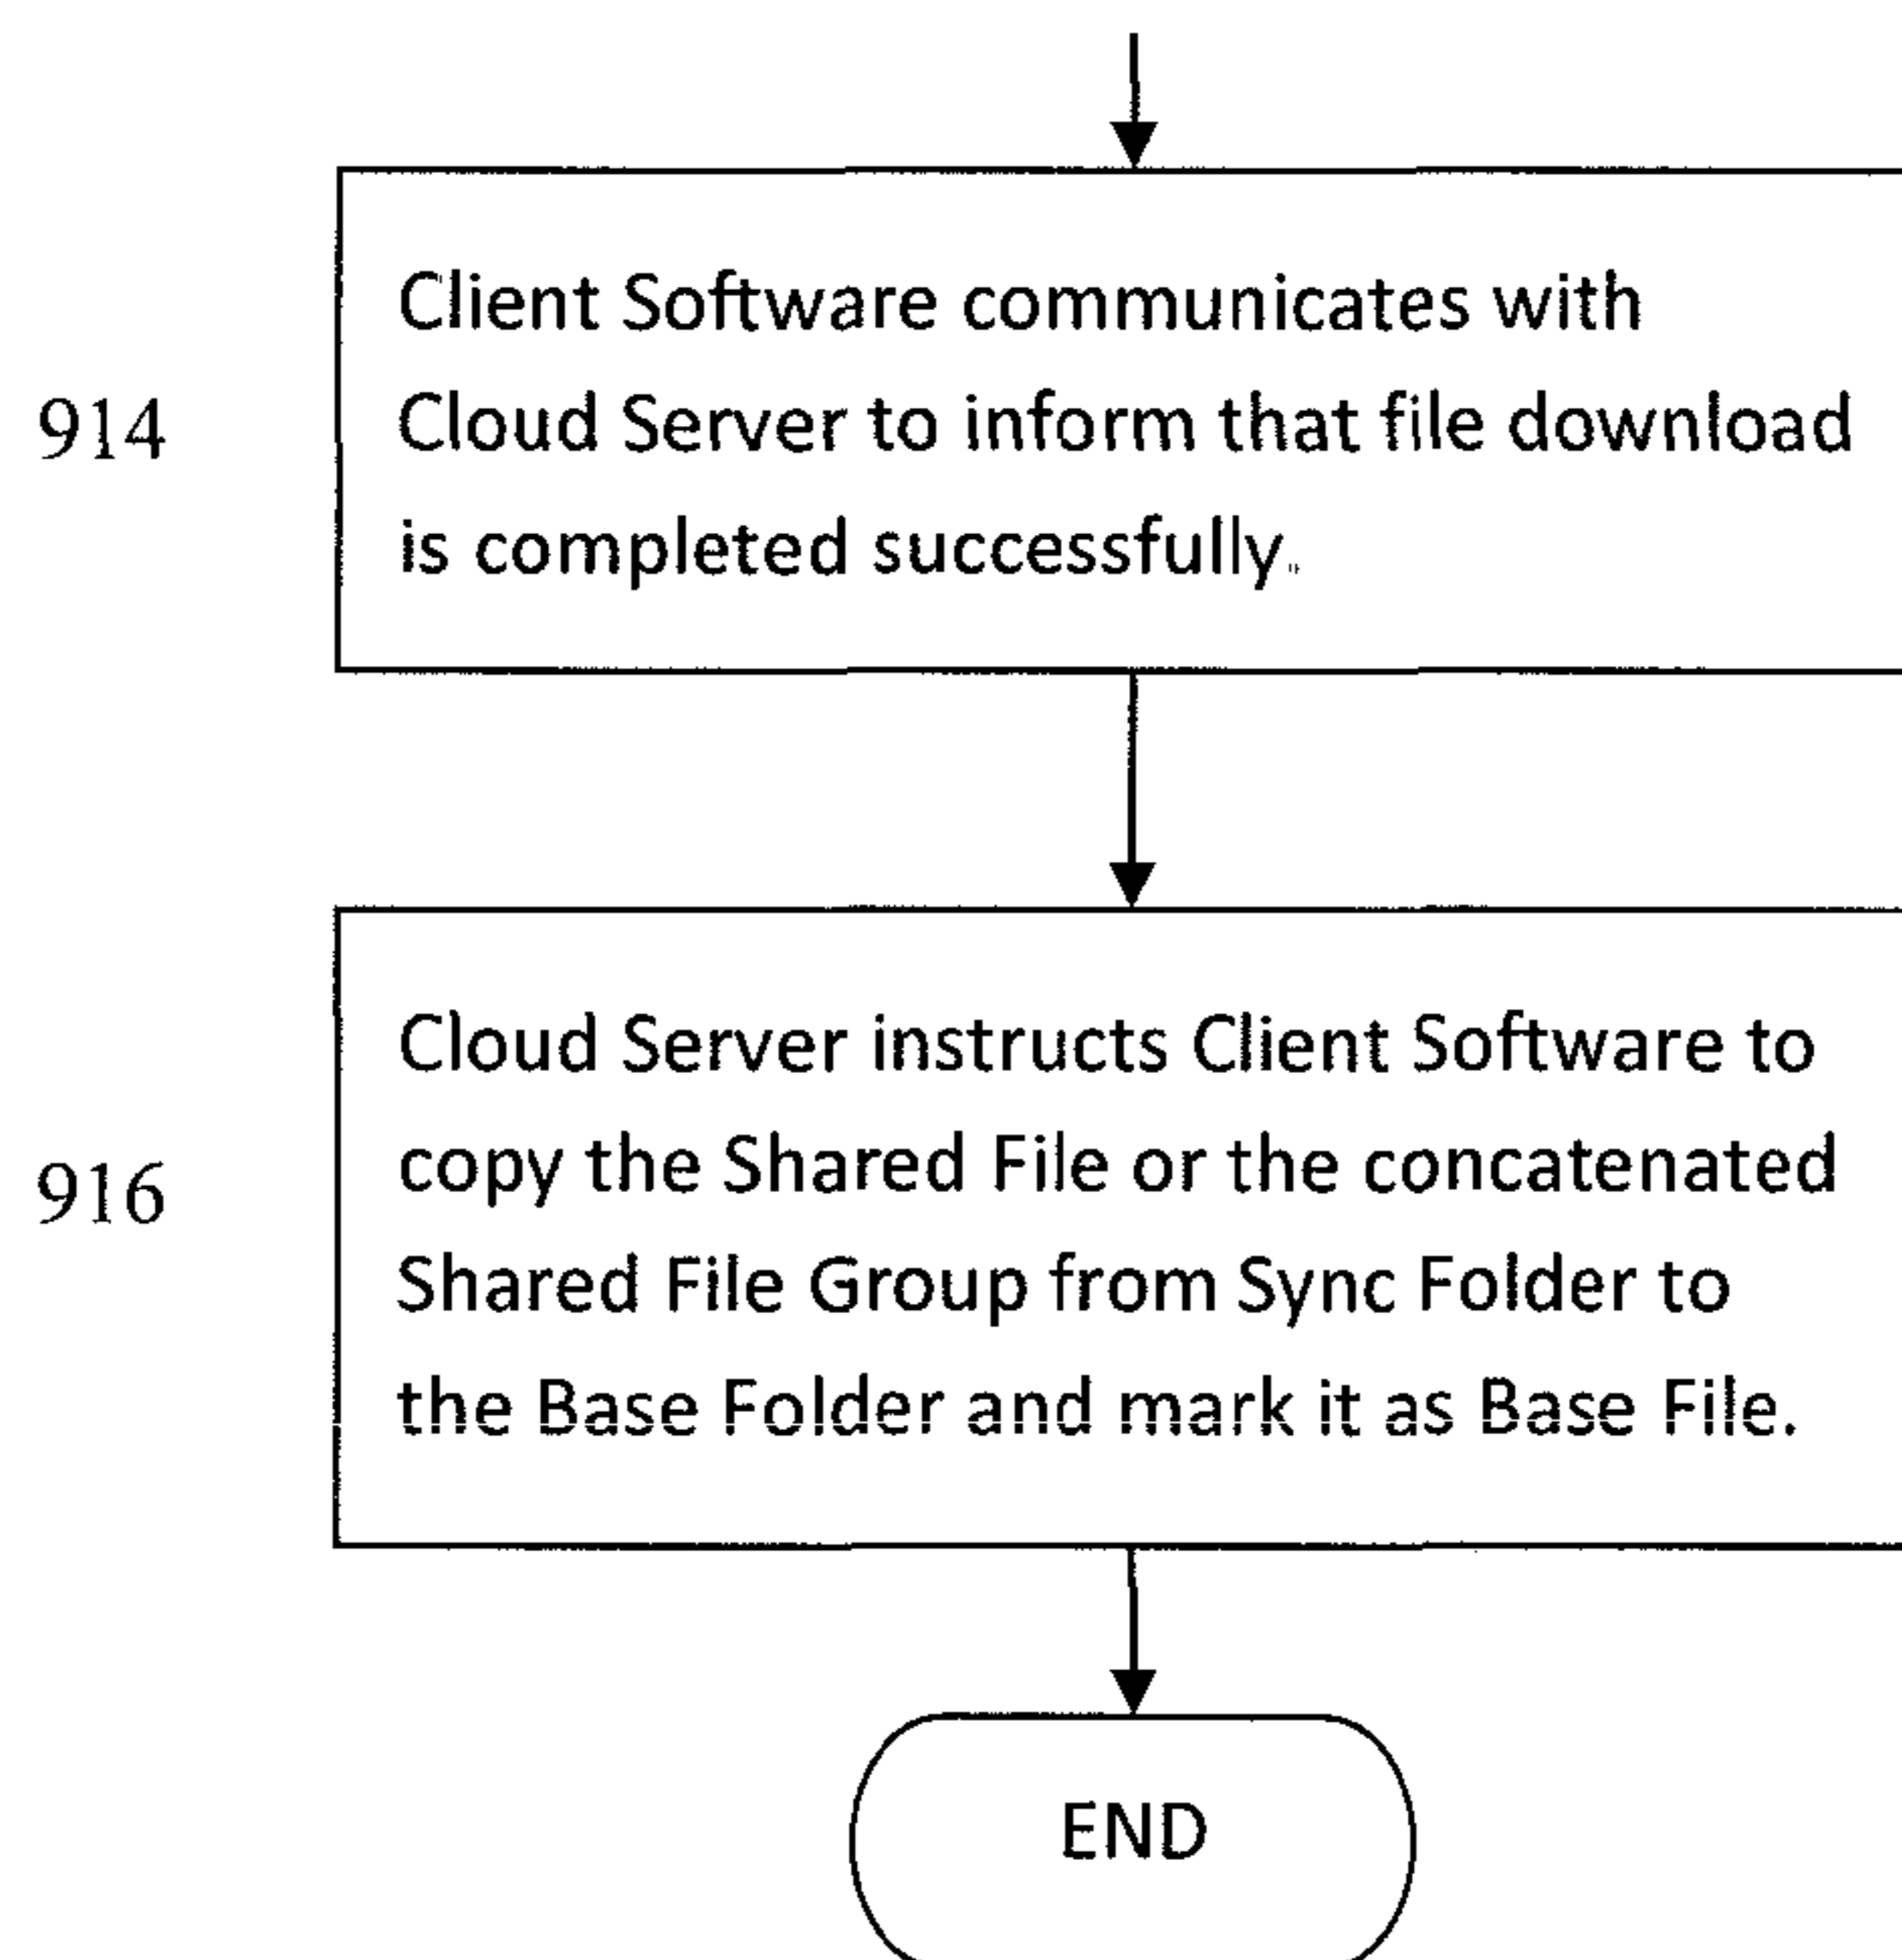 Client Software communicates with
914
Cloud Server to inform that file download
is completed successfully.
Cloud Server instructs Client Software to
916
copy the Shared File or the concatenated
Shared File Group from Sync Folder to
the Base Folder and mark it as Base File.
END